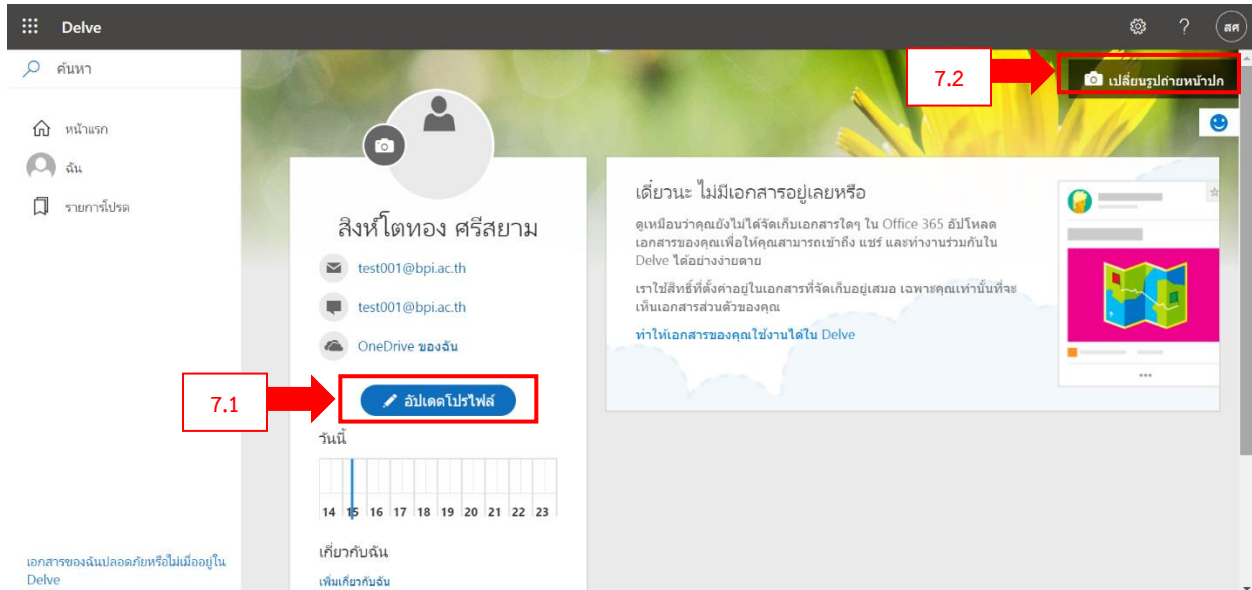 Delve
?
สศ
ค้นหา
หน้าแรก
ฉัน
รายการโปรด
เอกสารของฉันปลอดภัยหรือไม่เมื่ออยู่ใน
Delve
7.2
เปลี่ยนรูปถ่ายหน้าปก
สิงห์โตทอง ศรีสยาม
test001@bpi.ac.th
test001@bpi.ac.th
OneDrive ของฉัน
7.1
อัปเดตโปรไฟล์
วันนี้
14 15 16 17 18 19 20 21 22 23
เกี่ยวกับฉัน
เพิ่มเกี่ยวกับฉัน
เดี๋ยวนะ ไม่มีเอกสารอยู่เลยหรือ
ดูเหมือนว่าคุณยังไม่ได้จัดเก็บเอกสารใดๆ ใน Office 365 อัปโหลด
เอกสารของคุณเพื่อให้คุณสามารถเข้าถึง แชร์ และทำงานร่วมกันใน
Delve ได้อย่างง่ายดาย
เราใช้สิทธิ์ที่ตั้งค่าอยู่ในเอกสารที่จัดเก็บอยู่เสมอ เฉพาะคุณเท่านั้นที่จะ
เห็นเอกสารส่วนตัวของคุณ
ทำให้เอกสารของคุณใช้งานได้ใน Delve